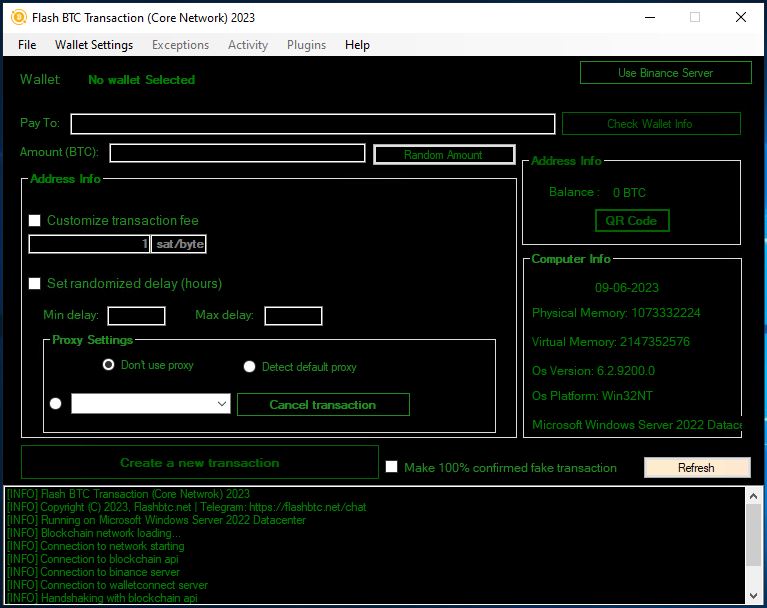 Flash BTC Transaction (Core Network) 2023
File Wallet Settings Exceptions Activity Plugins Help
Wallet No wallet Selected
Use Binance Server
Pay To:
Check Wallet Info
Amount (BTC):
Random Amount
Address Info
Customize transaction fee
1 sat/byte
Set randomized delay (hours)
Min delay: Max delay:
Proxy Settings
Don't use proxy Detect default proxy
Cancel transaction
Address Info
Balance : 0 BTC
QR Code
Computer Info
09-06-2023
Physical Memory: 1073332224
Virtual Memory: 2147352576
Os Version: 6.2.9200.0
Os Platform: Win32NT
Microsoft Windows Server 2022 Datace
Create a new transaction
Make 100% confirmed fake transaction
Refresh
[INFO] Flash BTC Transaction (Core Netwrok) 2023
[INFO] Copyright (C) 2023, Flashbtc.net | Telegram: https://flashbtc.net/chat
[INFO] Running on Microsoft Windows Server 2022 Datacenter
[INFO] Blockchain network loading...
[INFO] Connection to network starting
[INFO] Connection to blockchain api
[INFO] Connection to binance server
[INFO] Connection to walletconnect server
[INFO] Handshaking with blockchain api